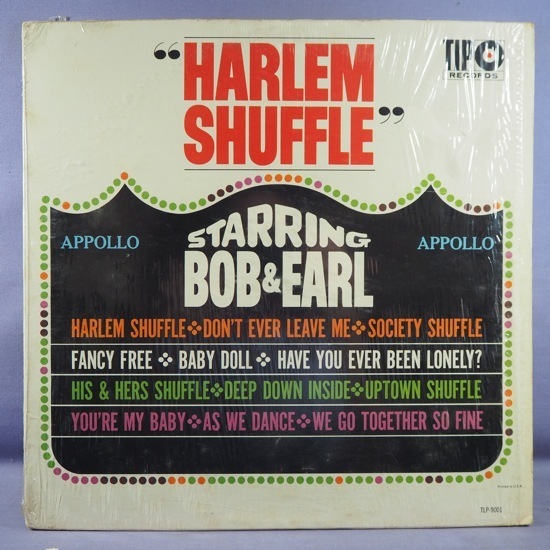 “HARLEM
SHUFFLE”
TIP
RECORDS
APPOLLO
STARRING
BOB & EARL
APPOLLO
HARLEM SHUFFLE ❖ DON'T EVER LEAVE ME ❖ SOCIETY SHUFFLE
FANCY FREE ❖ BABY DOLL ❖ HAVE YOU EVER BEEN LONELY?
HIS & HERS SHUFFLE ❖ DEEP DOWN INSIDE ❖ UPTOWN SHUFFLE
YOU'RE MY BABY ❖ AS WE DANCE ❖ WE GO TOGETHER SO FINE
Printed in U.S.A.
TLP-9001